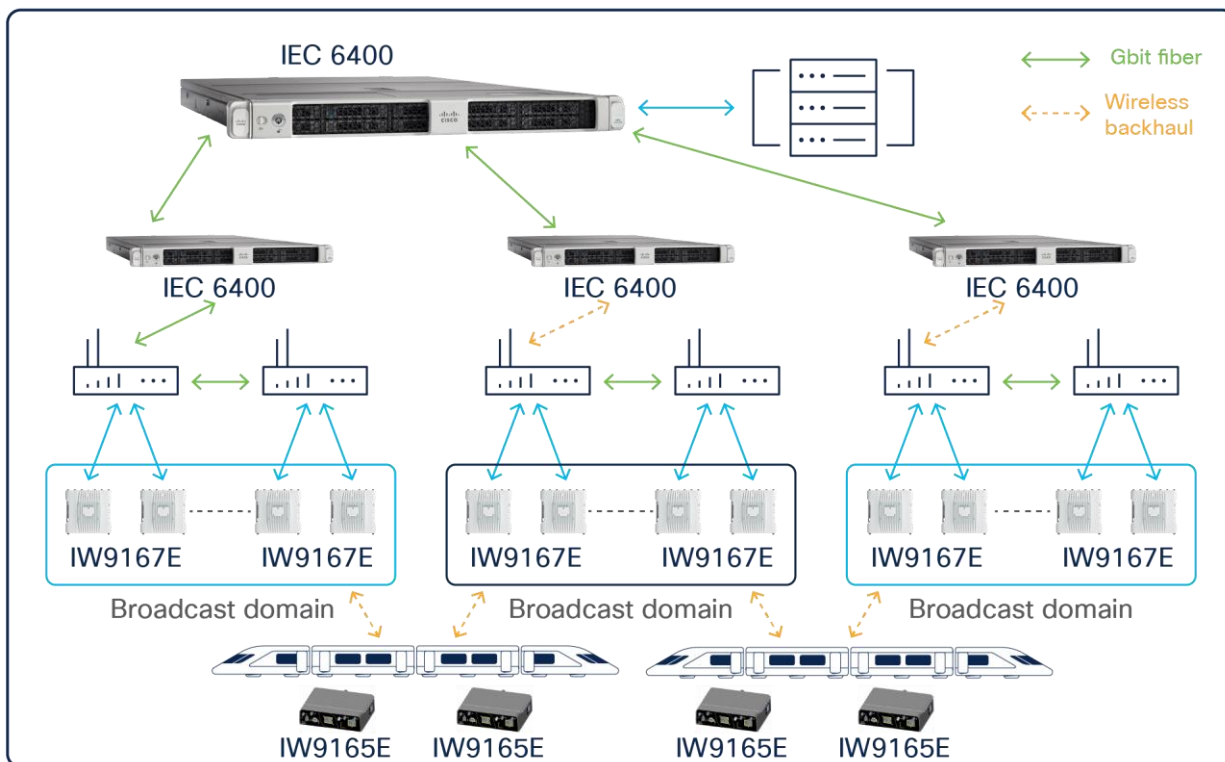 IEC 6400
Gbit fiber
Wireless
backhaul
CISCO
IEC 6400
IEC 6400
IEC 6400
IW9167E
IW9167E
IW9167E
IW9167E
IW9167E
IW9167E
Broadcast domain
Broadcast domain
Broadcast domain
IW9165E
IW9165E
IW9165E
IW9165E